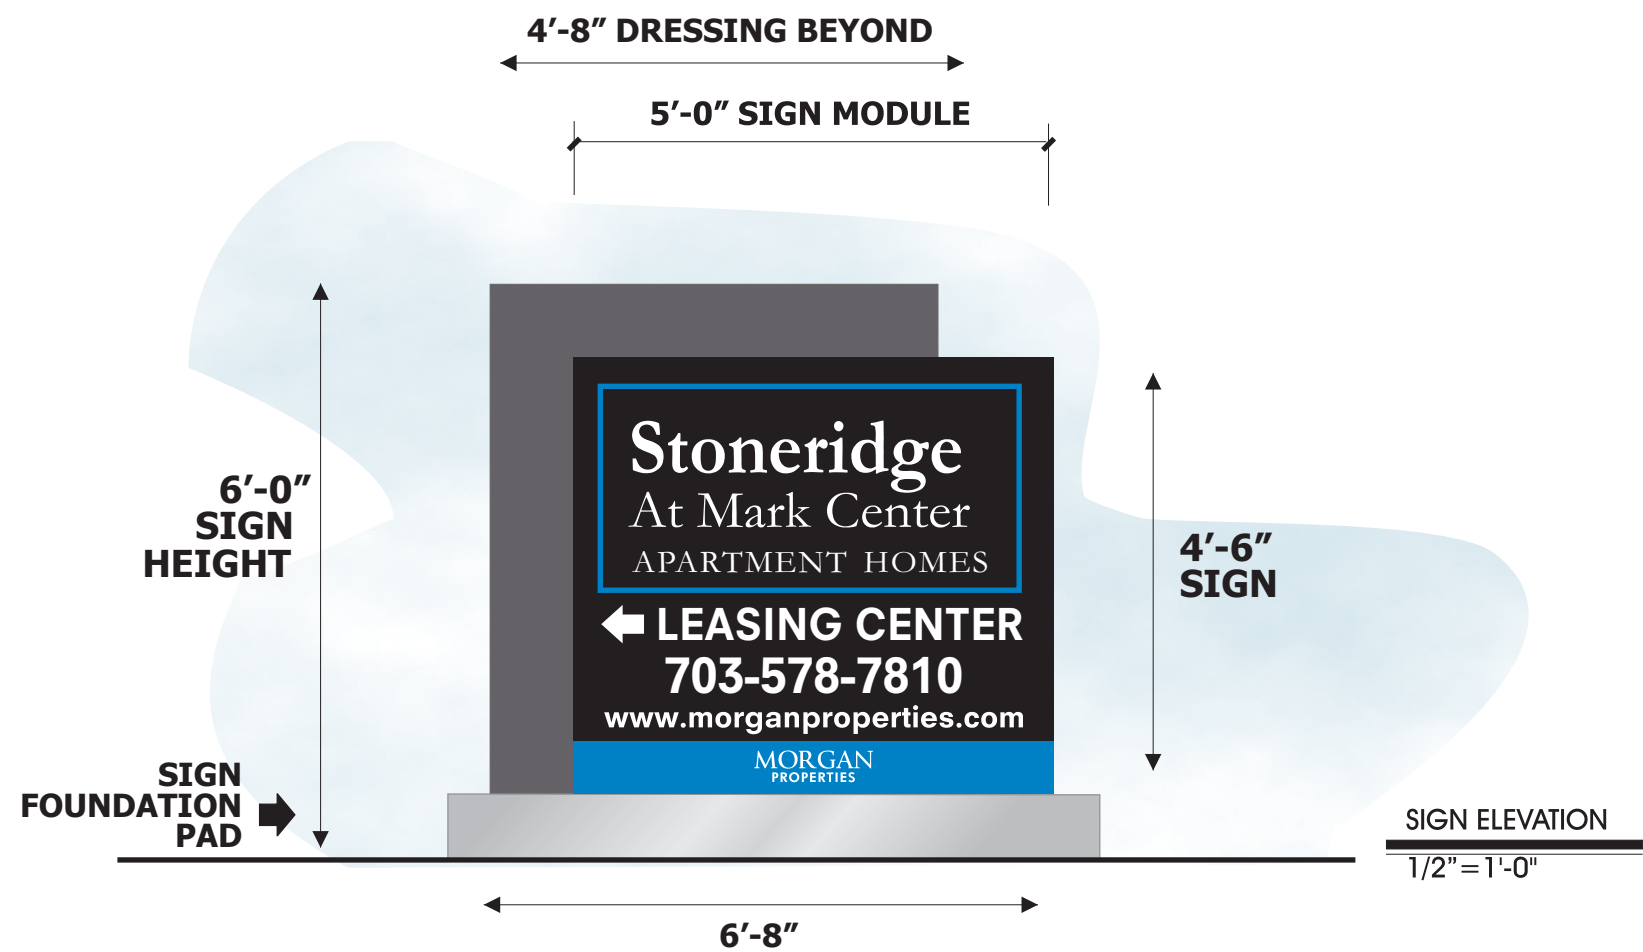 4’-8” DRESSING BEYOND
5’-0” SIGN MODULE
6’-0”
SIGN
HEIGHT
Stoneridge
At Mark Center
APARTMENT HOMES
LEASING CENTER
703-578-7810
www.morganproperties.com
MORGAN
PROPERTIES
4’-6”
SIGN
SIGN
FOUNDATION
PAD
SIGN ELEVATION
1/2”=1'-0"
6’-8”